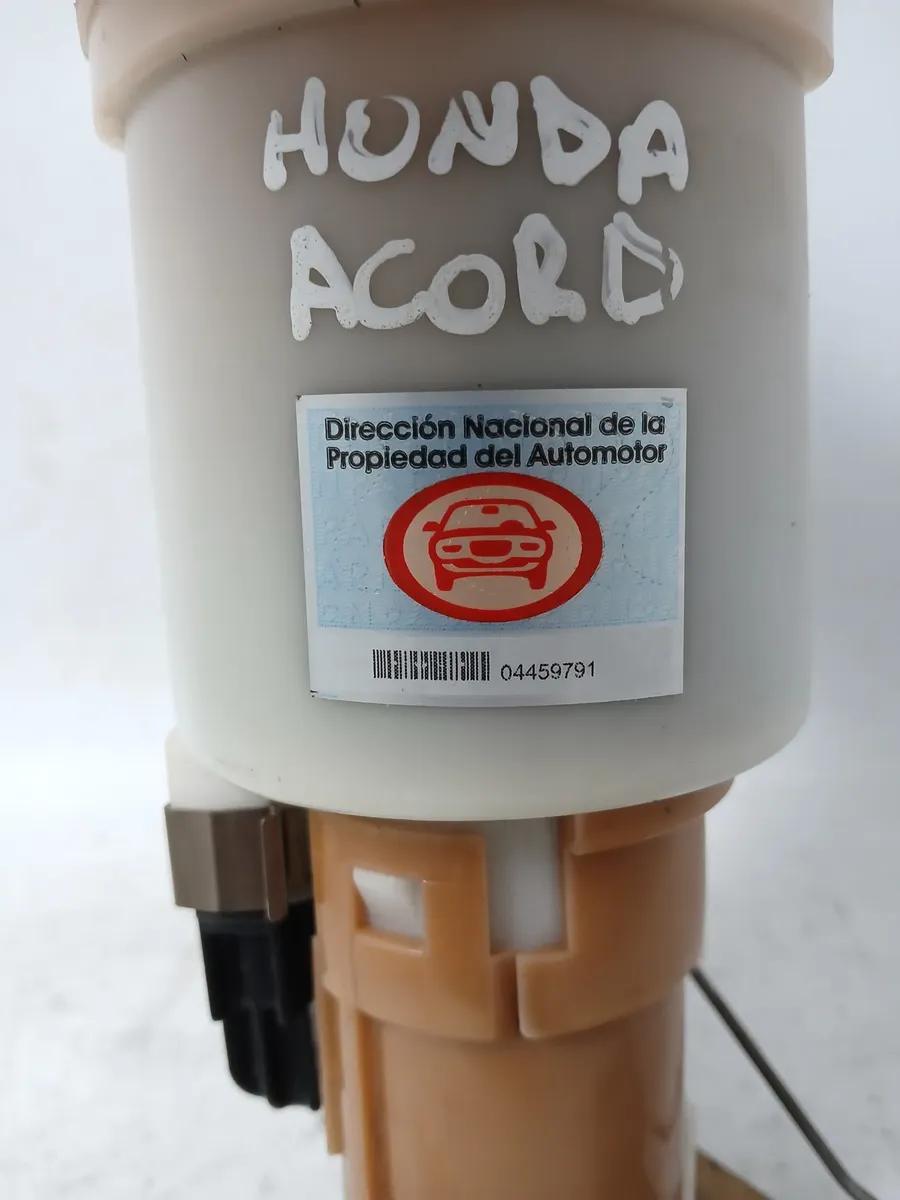 HONDA
ACORD
Dirección Nacional de la
Propiedad del Automotor
04459791